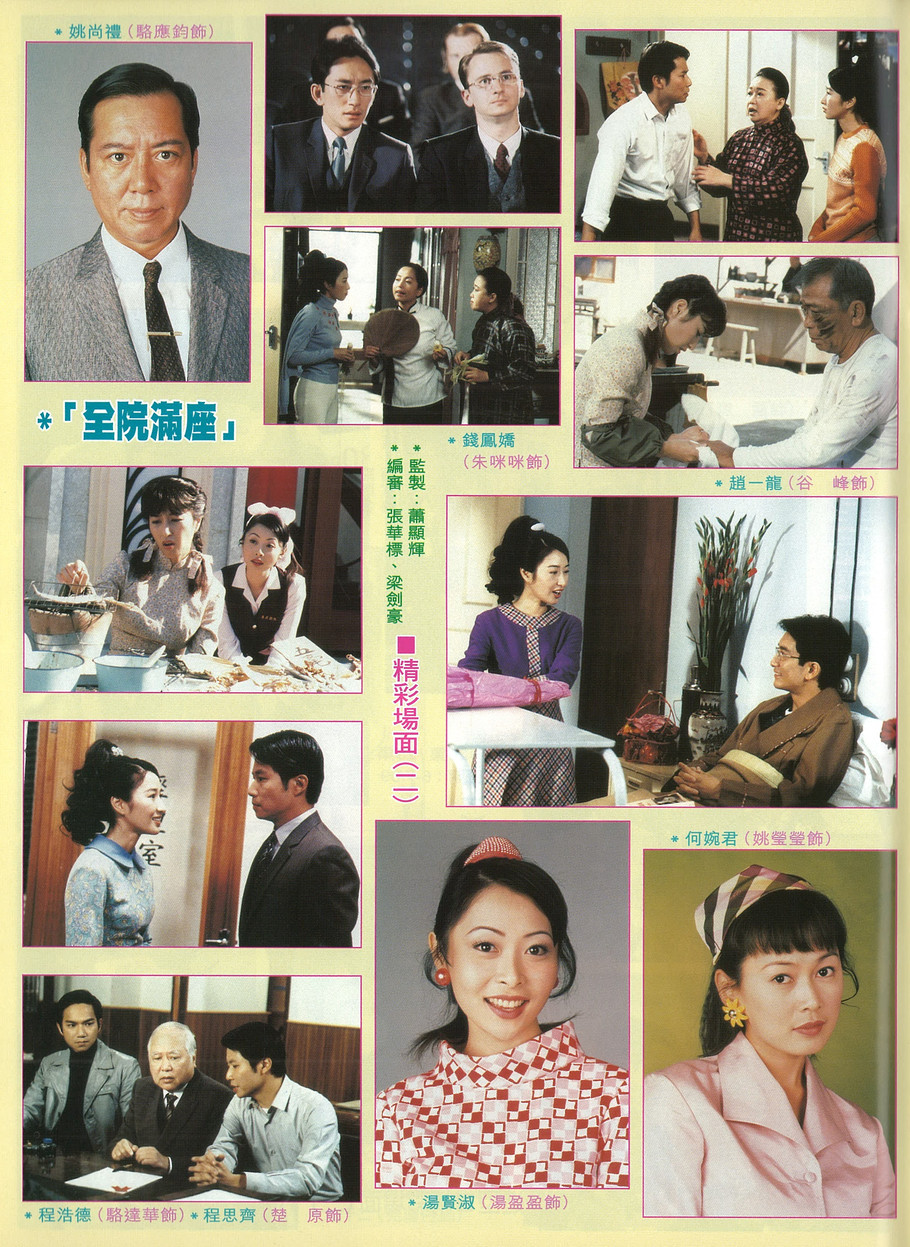 * 姚尚禮(駱應鈞飾)
*「全院滿座」
* 錢鳳嬌
(朱咪咪飾)
* 趙一龍(谷 峰飾)
* 監製：蕭顯輝
* 編審：張華標、梁劍豪
■精彩場面(二)
室
* 何婉君(姚瑩瑩飾)
* 湯賢淑(湯盈盈飾)
* 程浩德(駱達華飾) * 程思齊(楚 原飾)